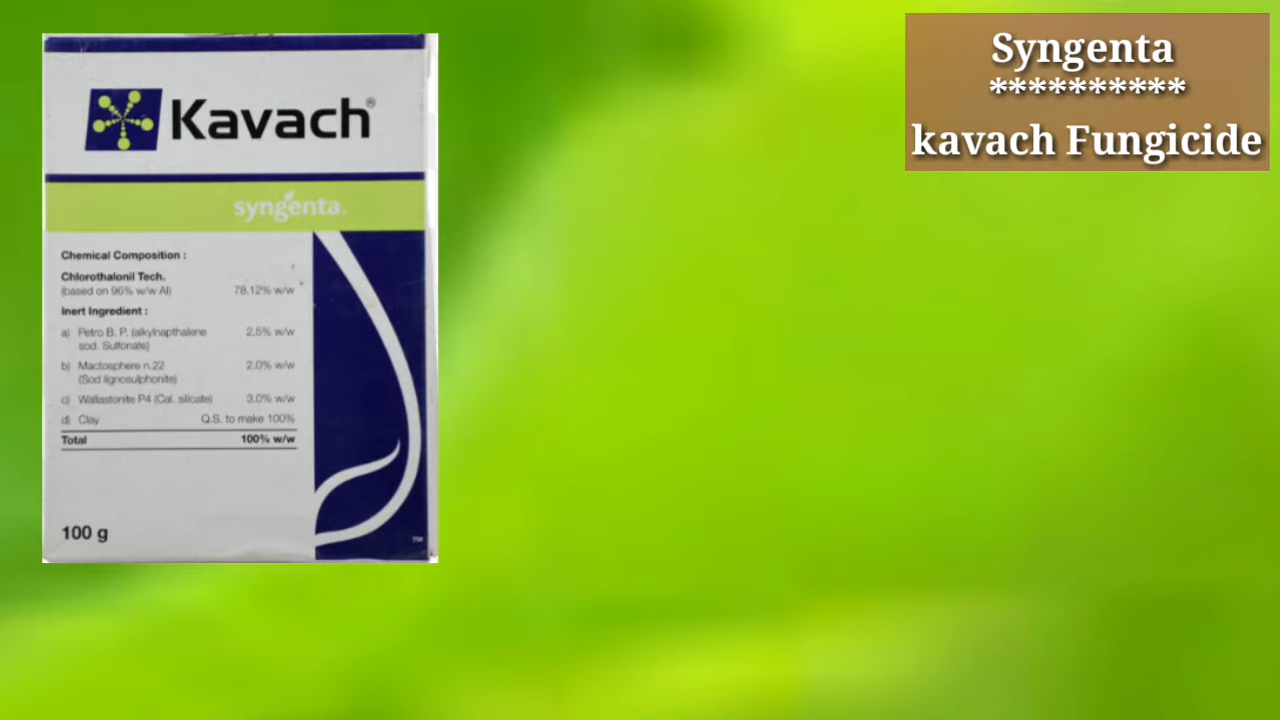 Kavach®
syngenta.
Chemical Composition :
Chlorothalonil Tech.
(based on 96% w/w AI) 78.12% w/w
Inert Ingredient :
a) Petro B. P. (alkylnapthalene
sod. Sulfonate) 2.5% w/w
b) Mactosphere n.22 2.0% w/w
(Sod lignosulphonite)
c) Wallastonite P4 (Cal. silicate) 3.0% w/w
d) Clay Q.S. to make 100%
Total 100% w/w
100 g
TM
Syngenta
**********
kavach Fungicide